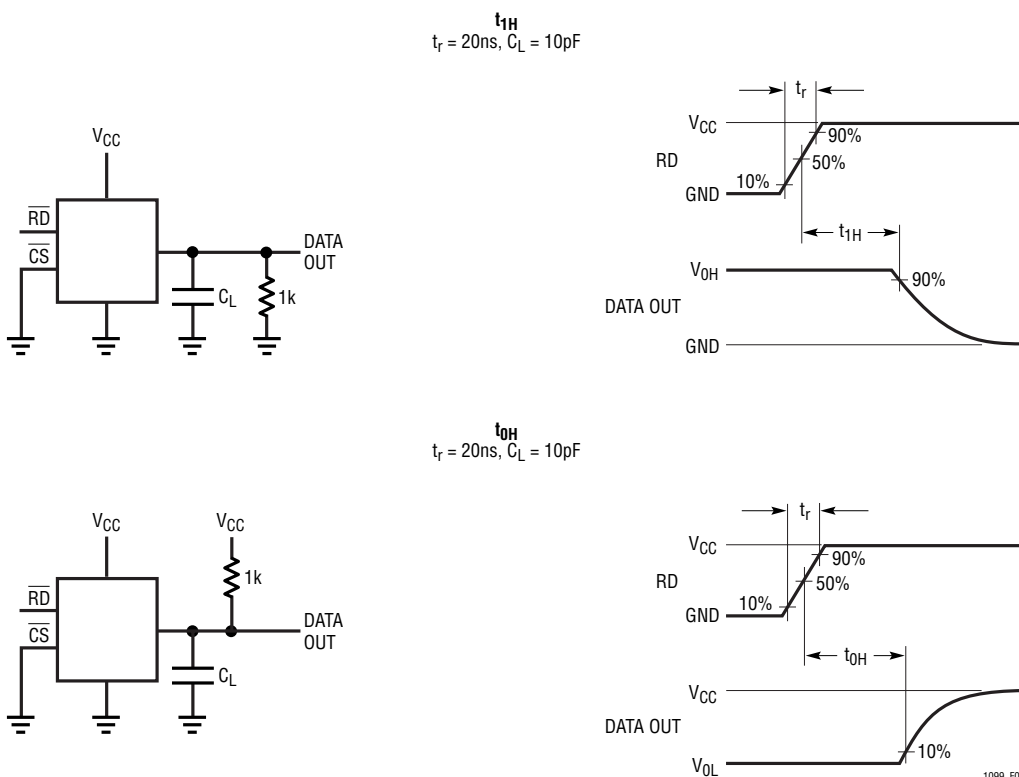 t1H
tr = 20ns, CL = 10pF
VCC
RD
CS
DATA
OUT
CL
1k
tr
VCC
90%
RD
50%
10%
GND
t1H
VOH
90%
DATA OUT
GND
t0H
tr = 20ns, CL = 10pF
VCC
VCC
1k
RD
CS
DATA
OUT
CL
tr
VCC
90%
RD
50%
10%
GND
t0H
VCC
DATA OUT
10%
VOL